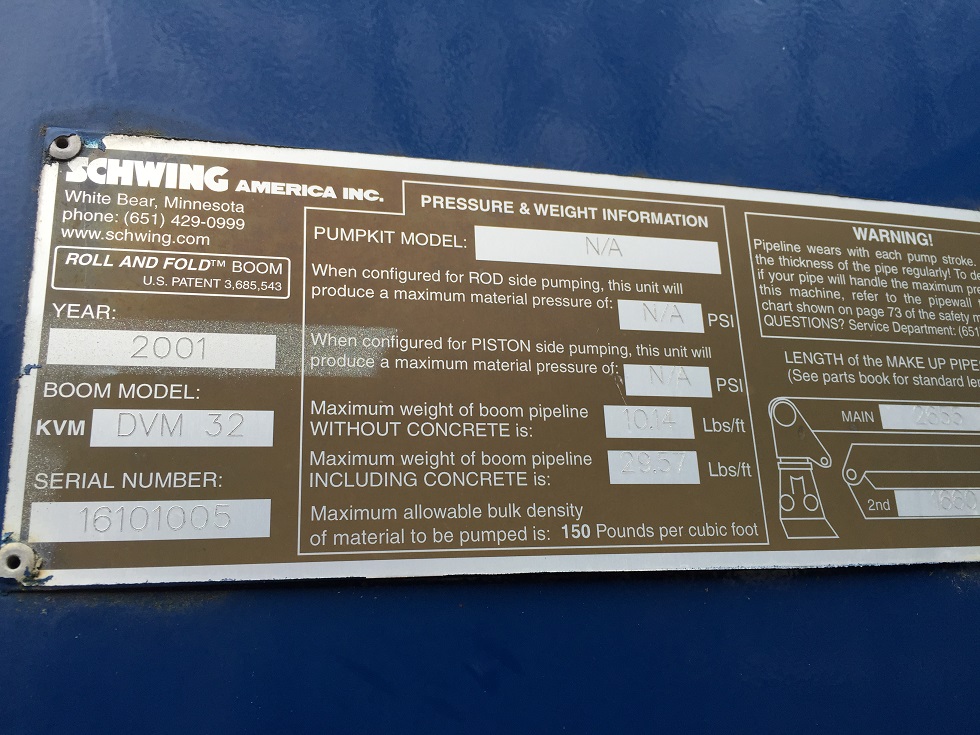 SCHWING AMERICA INC.
White Bear, Minnesota
phone: (651) 429-0999
www.schwing.com
ROLL AND FOLD™ BOOM
U.S. PATENT 3,685,543
YEAR:
2001
BOOM MODEL:
KVM DVM 32
SERIAL NUMBER:
16101005
PRESSURE & WEIGHT INFORMATION
PUMPKIT MODEL: N/A
When configured for ROD side pumping, this unit will
produce a maximum material pressure of: N/A PSI
When configured for PISTON side pumping, this unit will
produce a maximum material pressure of: N/A PSI
Maximum weight of boom pipeline
WITHOUT CONCRETE is: 10.14 Lbs/ft
Maximum weight of boom pipeline
INCLUDING CONCRETE is: 29.57 Lbs/ft
Maximum allowable bulk density
of material to be pumped is: 150 Pounds per cubic foot
WARNING!
Pipeline wears with each pump stroke.
the thickness of the pipe regularly! To
if your pipe will handle the maximum
this machine, refer to the pipewall
chart shown on page 73 of the safety
QUESTIONS? Service Department: (651
LENGTH of the MAKE UP
(See parts book for standard
MAIN
2nd